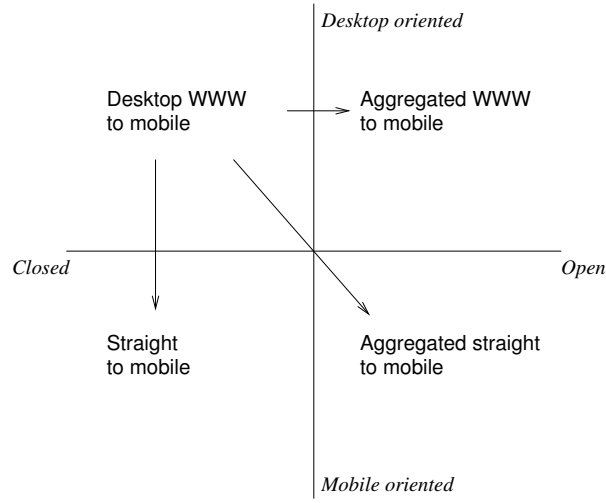 Desktop oriented
Desktop WWW
to mobile
Aggregated WWW
to mobile
Closed
Open
Straight
to mobile
Aggregated straight
to mobile
Mobile oriented